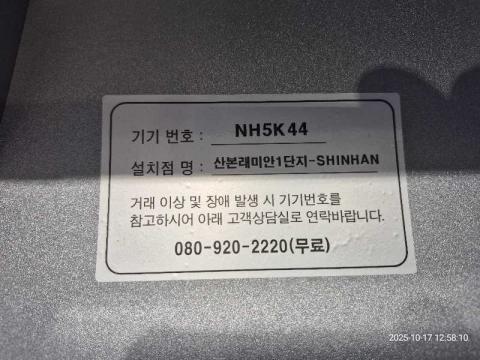 기기 번호 : NH5K44
설치점 명 : 산본래미안1단지-SHINHAN
거래 이상 및 장애 발생 시 기기번호를
참고하시어 아래 고객상담실로 연락바랍니다.
080-920-2220(무료)
2025-10-17 12:58:10